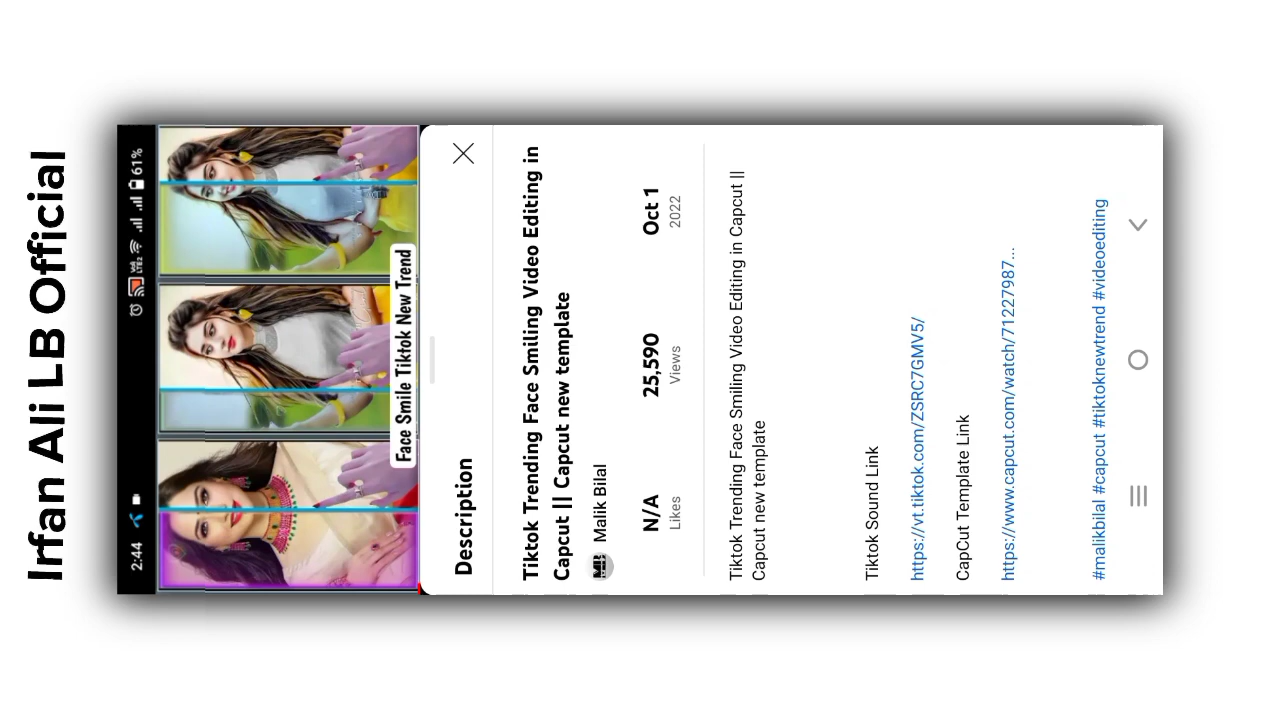 Irfan Ali LB Official
2:44
61%
Face Smile Tiktok New Trend
Description
Tiktok Trending Face Smiling Video Editing in
Capcut || Capcut new template
Malik Bilal
N/A 25,590 Oct 1
Likes Views 2022
Tiktok Trending Face Smiling Video Editing in Capcut ||
Capcut new template
Tiktok Sound Link
https://vt.tiktok.com/ZSRC7GMV5/
CapCut Template Link
https://www.capcut.com/watch/71227987...
#malikbilal #capcut #tiktoknewtrend #videoediting